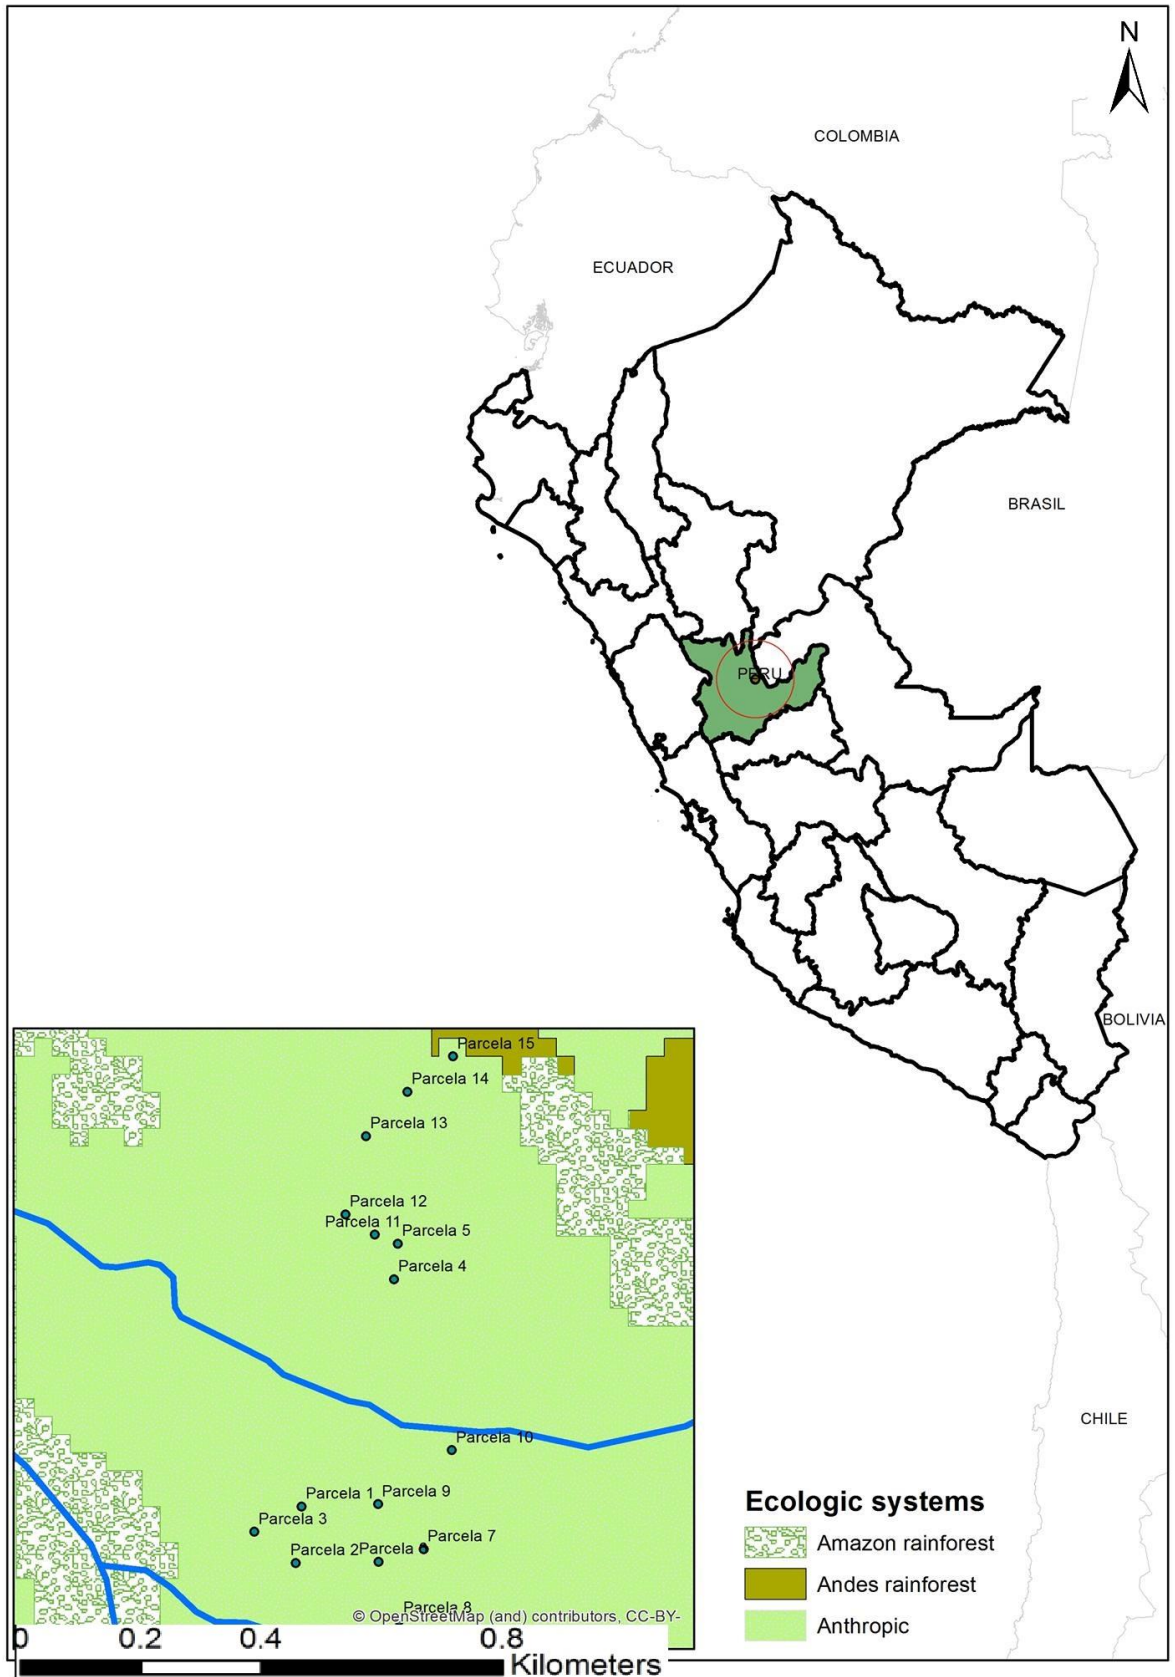 N
COLOMBIA
ECUADOR
BRASIL
PERU
BOLIVIA
CHILE
Parcela 15
Parcela 14
Parcela 13
Parcela 12
Parcela 11
Parcela 5
Parcela 4
Parcela 10
Parcela 1
Parcela 9
Parcela 3
Parcela 7
Parcela 2
Parcela
Parcela 8
© OpenStreetMap (and) contributors, CC-BY-
0 0.2 0.4 0.8
Kilometers
Ecologic systems
Amazon rainforest
Andes rainforest
Anthropic